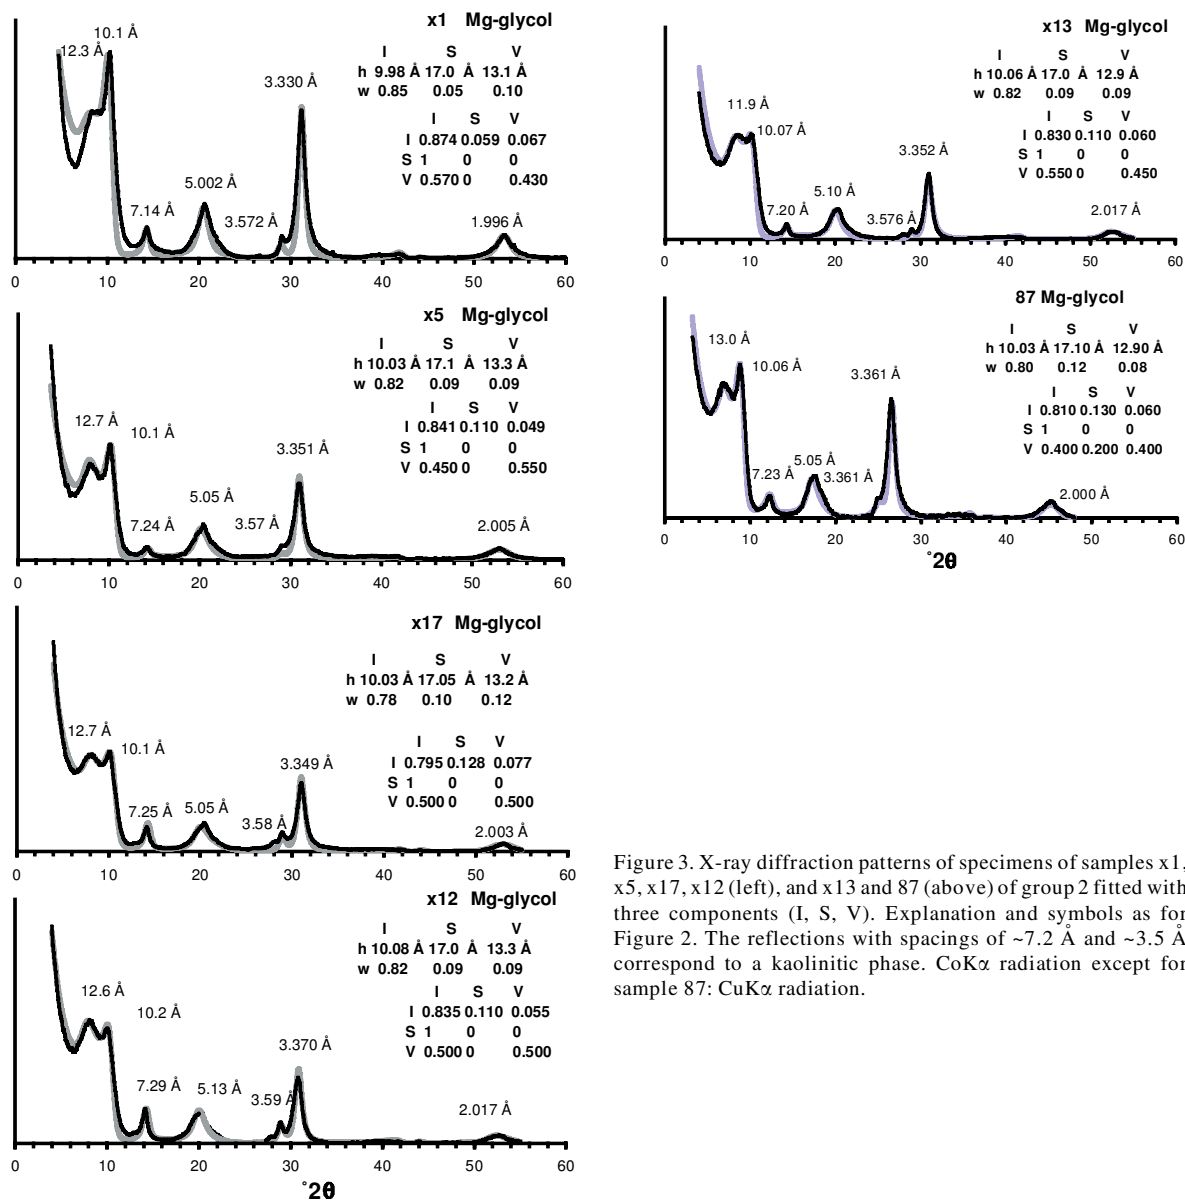 x1 Mg-glycol
I S V
h 9.98 Å 17.0 Å 13.1 Å
w 0.85 0.05 0.10
I S V
I 0.874 0.059 0.067
S 1 0 0
V 0.570 0 0.430
12.3 Å
10.1 Å
7.14 Å
5.002 Å
3.572 Å
3.330 Å
1.996 Å
0 10 20 30 40 50 60
x5 Mg-glycol
I S V
h 10.03 Å 17.1 Å 13.3 Å
w 0.82 0.09 0.09
I S V
I 0.841 0.110 0.049
S 1 0 0
V 0.450 0 0.550
12.7 Å
10.1 Å
7.24 Å
5.05 Å
3.57 Å
3.351 Å
2.005 Å
0 10 20 30 40 50 60
x17 Mg-glycol
I S V
h 10.03 Å 17.05 Å 13.2 Å
w 0.78 0.10 0.12
I S V
I 0.795 0.128 0.077
S 1 0 0
V 0.500 0 0.500
12.7 Å
10.1 Å
7.25 Å
5.05 Å
3.58 Å
3.349 Å
2.003 Å
0 10 20 30 40 50 60
x12 Mg-glycol
I S V
h 10.08 Å 17.0 Å 13.3 Å
w 0.82 0.09 0.09
I S V
I 0.835 0.110 0.055
S 1 0 0
V 0.500 0 0.500
12.6 Å
10.2 Å
7.29 Å
5.13 Å
3.59 Å
3.370 Å
2.017 Å
0 10 20 30 40 50 60
°2θ
x13 Mg-glycol
I S V
h 10.06 Å 17.0 Å 12.9 Å
w 0.82 0.09 0.09
I S V
I 0.830 0.110 0.060
S 1 0 0
V 0.550 0 0.450
11.9 Å
10.07 Å
7.20 Å
5.10 Å
3.576 Å
3.352 Å
2.017 Å
0 10 20 30 40 50 60
87 Mg-glycol
I S V
h 10.03 Å 17.10 Å 12.90 Å
w 0.80 0.12 0.08
I S V
I 0.810 0.130 0.060
S 1 0 0
V 0.400 0.200 0.400
13.0 Å
10.06 Å
7.23 Å
5.05 Å
3.361 Å
3.361 Å
2.000 Å
0 10 20 30 40 50 60
°2θ
Figure 3. X-ray diffraction patterns of specimens of samples x1,
x5, x17, x12 (left), and x13 and 87 (above) of group 2 fitted with
three components (I, S, V). Explanation and symbols as for
Figure 2. The reflections with spacings of ~7.2 Å and ~3.5 Å
correspond to a kaolinitic phase. CoKα radiation except for
sample 87: CuKα radiation.